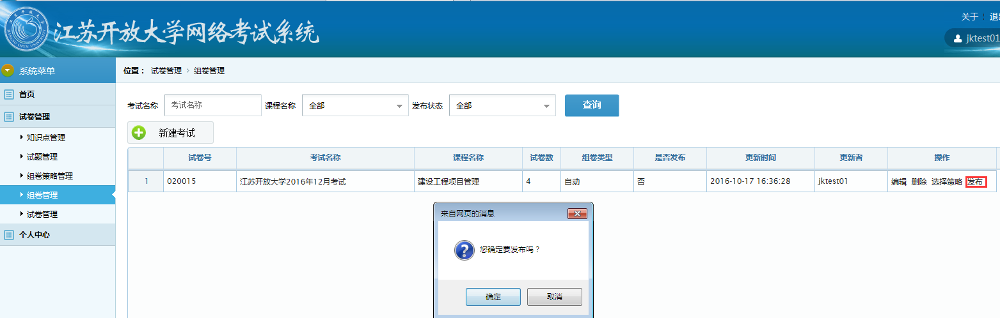 关于 退出
江苏开放大学网络考试系统
JIANGSU OPEN UNIVERSITY
jktest01
系统菜单
位置： 试卷管理 › 组卷管理
首页
试卷管理
知识点管理
试题管理
组卷策略管理
组卷管理
试卷管理
个人中心
考试名称 考试名称 课程名称 全部 发布状态 全部 查询
新建考试
试卷号 考试名称 课程名称 试卷数 组卷类型 是否发布 更新时间 更新者 操作
1 020015 江苏开放大学2016年12月考试 建设工程项目管理 4 自动 否 2016-10-17 16:36:28 jktest01 编辑 删除 选择策略 发布
来自网页的消息
您确定要发布吗？
确定 取消